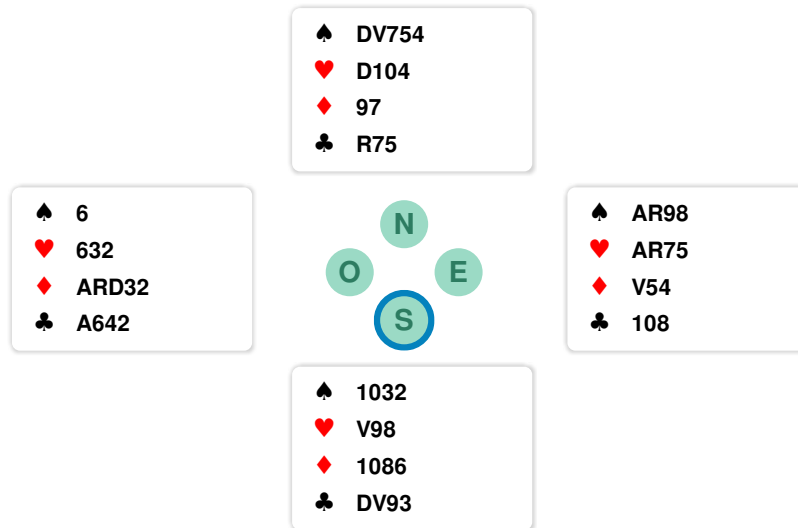 ♠ DV754
♥ D104
♦ 97
♣ R75
♠ 6
♥ 632
♦ ARD32
♣ A642
N
O E
S
♠ AR98
♥ AR75
♦ V54
♣ 108
♠ 1032
♥ V98
♦ 1086
♣ DV93